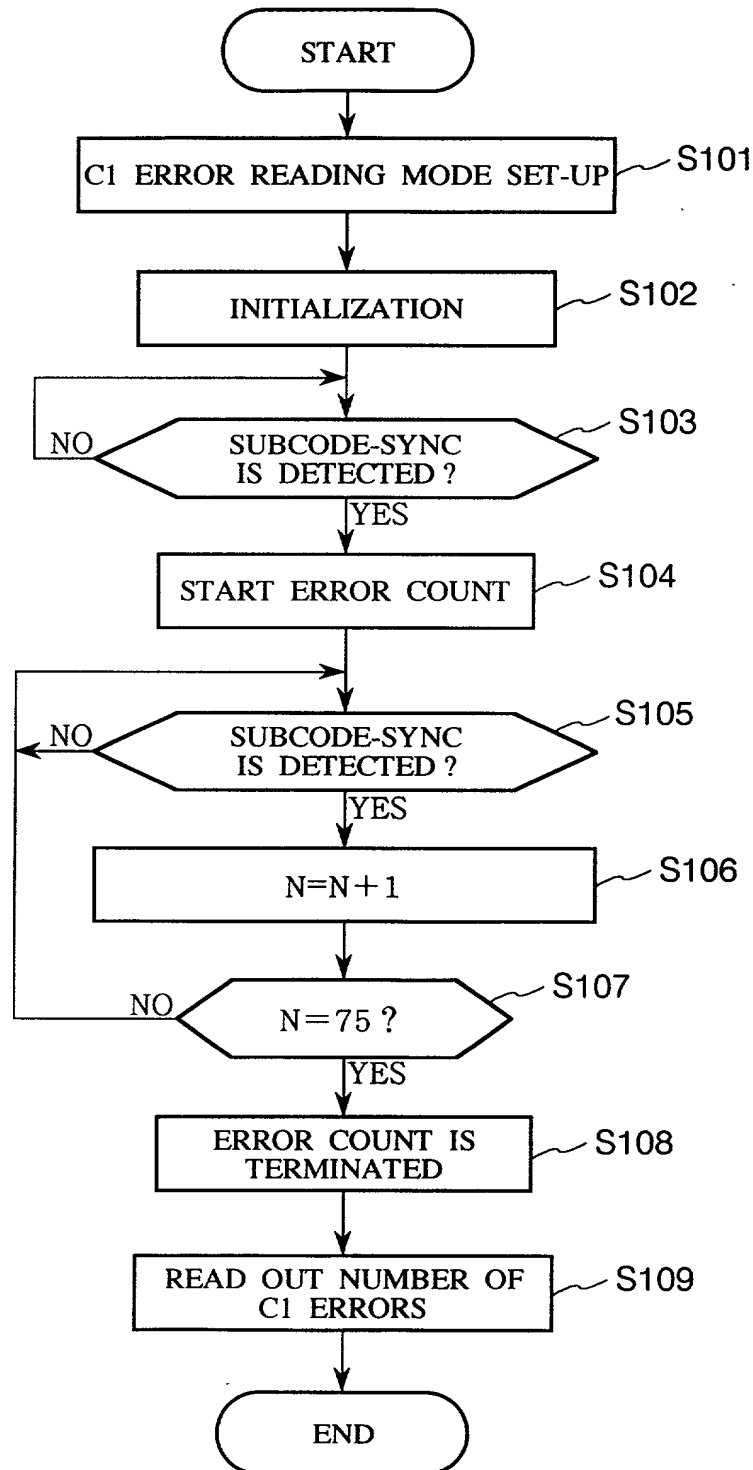 START
C1 ERROR READING MODE SET-UP
S101
INITIALIZATION
S102
SUBCODE-SYNC
IS DETECTED ?
S103
NO
YES
START ERROR COUNT
S104
SUBCODE-SYNC
IS DETECTED ?
S105
NO
YES
N=N+1
S106
N=75 ?
S107
NO
YES
ERROR COUNT IS
TERMINATED
S108
READ OUT NUMBER OF
C1 ERRORS
S109
END